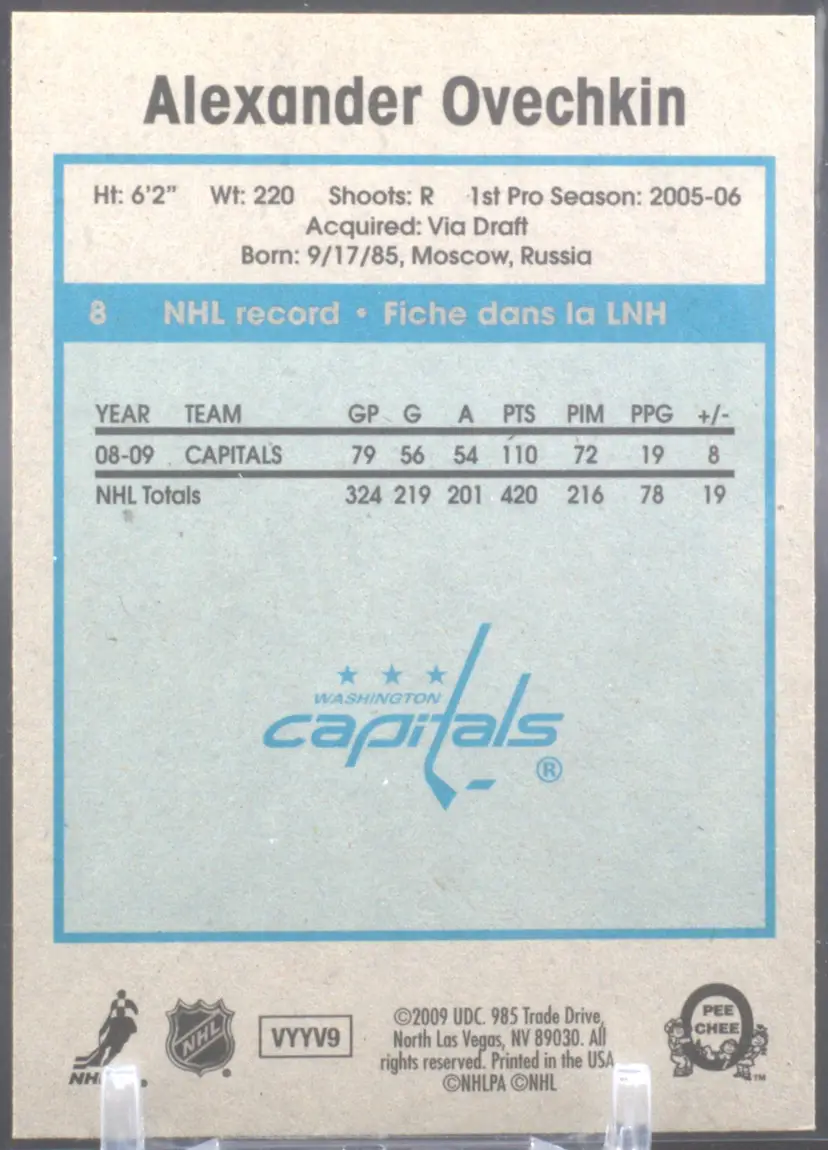 Alexander Ovechkin
Ht: 6'2" Wt: 220 Shoots: R 1st Pro Season: 2005-06
Acquired: Via Draft
Born: 9/17/85, Moscow, Russia
8 NHL record • Fiche dans la LNH
YEAR TEAM GP G A PTS PIM PPG +/-
08-09 CAPITALS 79 56 54 110 72 19 8
NHL Totals 324 219 201 420 216 78 19
WASHINGTON
capitals
®
NHL
VYYV9
©2009 UDC. 985 Trade Drive,
North Las Vegas, NV 89030. All
rights reserved. Printed in the USA
©NHLPA ©NHL
PEE
CHEE
TM